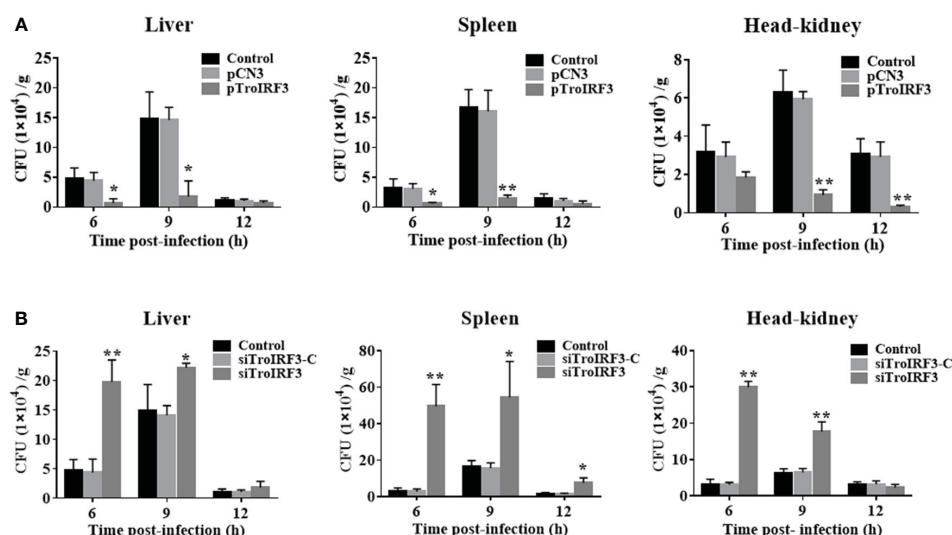 A
Liver
Control
pCN3
pTroIRF3
CFU (1×10⁴) /g
25
20
15
10
5
0
*
*
6
9
12
Time post-infection (h)
Spleen
Control
pCN3
pTroIRF3
CFU (1×10⁴) /g
25
20
15
10
5
0
*
**
6
9
12
Time post-infection (h)
Head-kidney
Control
pCN3
pTroIRF3
CFU (1×10⁴) /g
8
6
4
2
0
**
**
6
9
12
Time post-infection (h)
B
Liver
Control
siTroIRF3-C
siTroIRF3
CFU (1×10⁴) /g
25
20
15
10
5
0
**
*
6
9
12
Time post-infection (h)
Spleen
Control
siTroIRF3-C
siTroIRF3
CFU (1×10⁴) /g
80
60
40
20
0
**
*
*
6
9
12
Time post-infection (h)
Head-kidney
Control
siTroIRF3-C
siTroIRF3
CFU (1×10⁴) /g
40
30
20
10
0
**
**
6
9
12
Time post- infection (h)